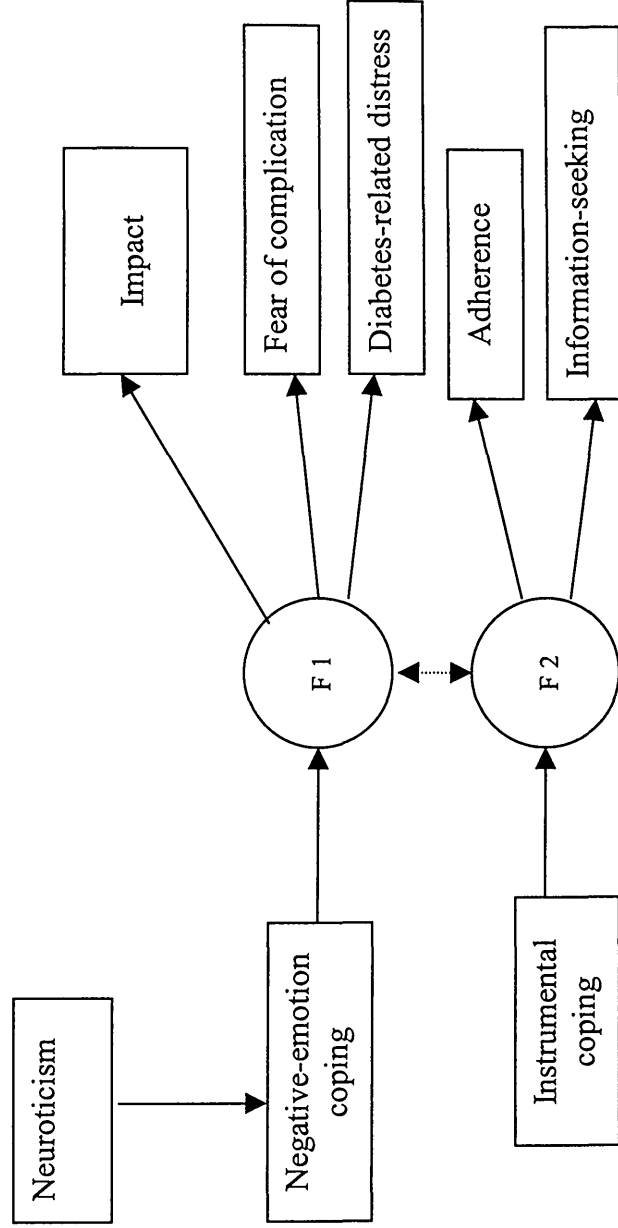 Neuroticism
Negative-emotion
coping
Instrumental
coping
F 1
F 2
Impact
Fear of complication
Diabetes-related distress
Adherence
Information-seeking